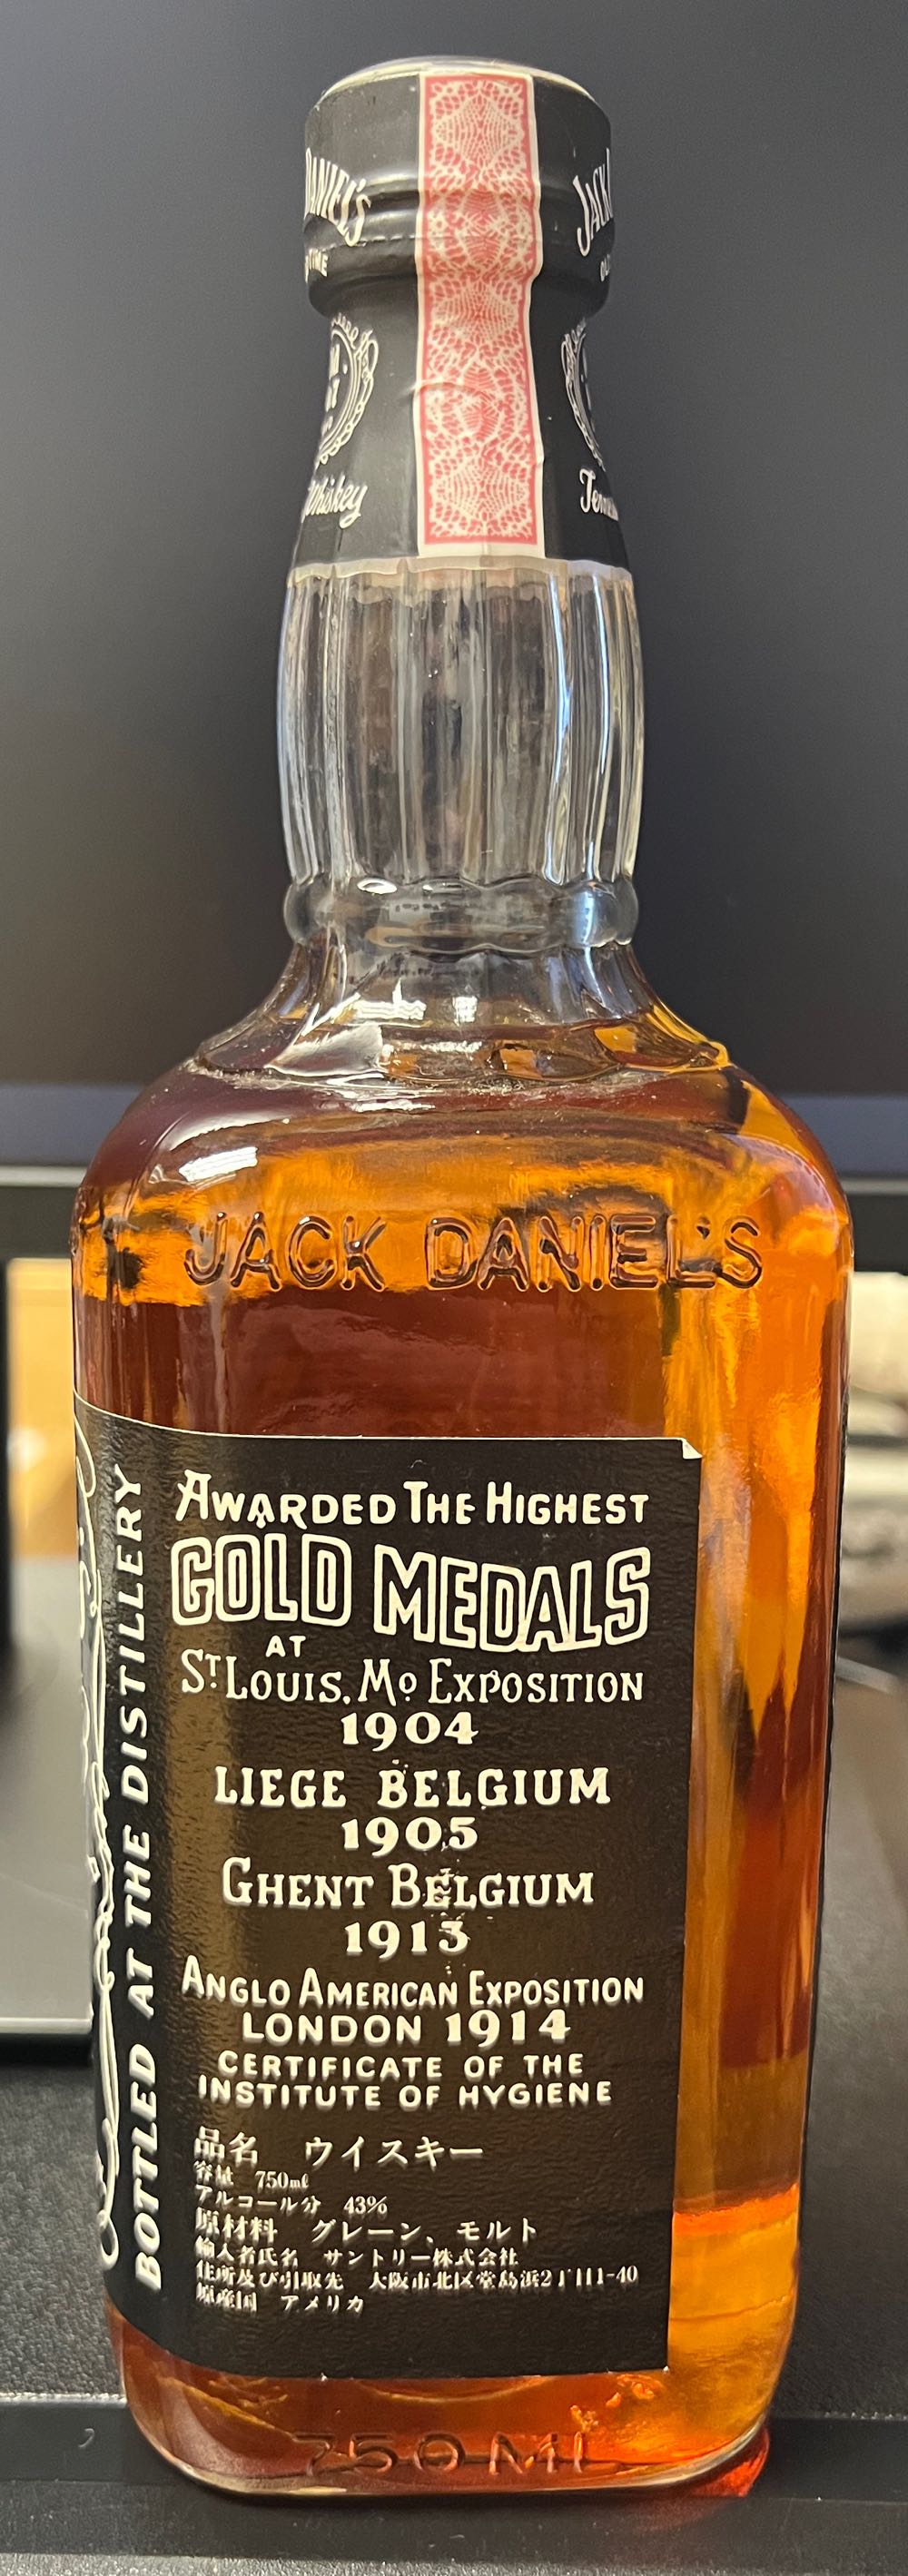 DANIEL'S
TIME
Whiskey
JACK DANIEL'S
AWARDED THE HIGHEST
GOLD MEDALS
AT
ST. LOUIS, MO EXPOSITION
1904
LIEGE BELGIUM
1905
GHENT BELGIUM
1913
ANGLO AMERICAN EXPOSITION
LONDON 1914
CERTIFICATE OF THE
INSTITUTE OF HYGIENE
品名 ウイスキー
容量 750ml
アルコール分 43%
原材料 グレーン、モルト
輸入者氏名 サントリー株式会社
住所及び引取先 大阪市北区堂島浜2丁目1-40
原産国 アメリカ
BOTTLED AT THE DISTILLERY
750 ML